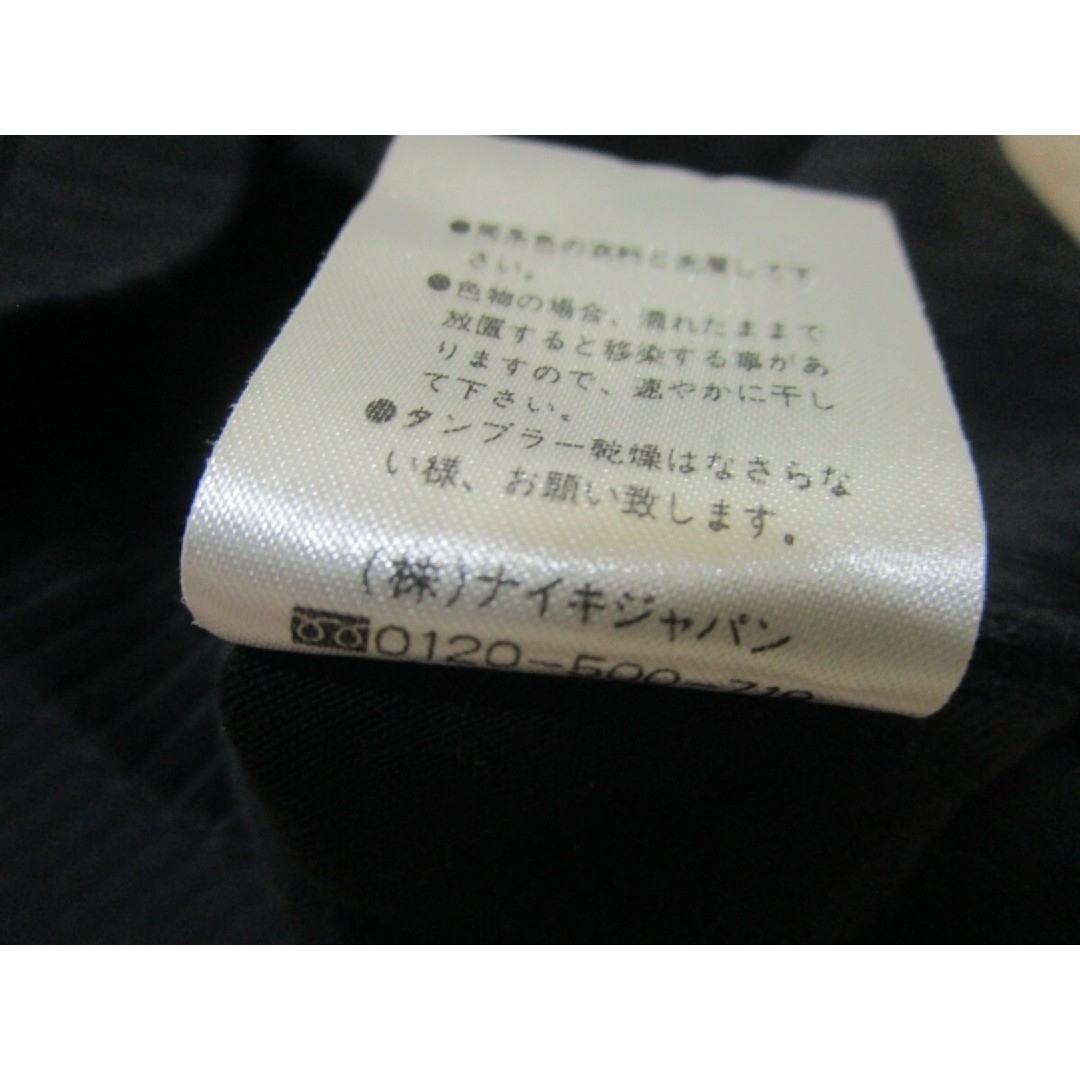 ●同系色の衣料と洗濯して下
さい。
●色物の場合、濡れたままで
放置すると移染する事があ
りますので、速やかに干し
て下さい。
●タンブラー乾燥はなさらな
い様、お願い致します。
(株)ナイキジャパン
0120-500-719